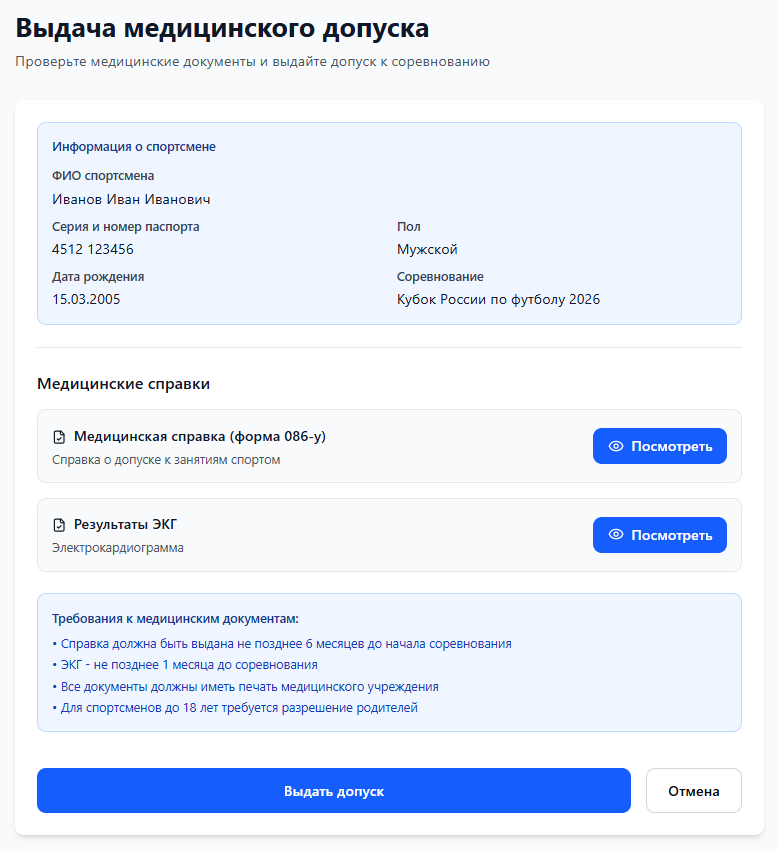 Выдача медицинского допуска
Проверьте медицинские документы и выдайте допуск к соревнованию
Информация о спортсмене
ФИО спортсмена
Иванов Иван Иванович
Серия и номер паспорта
Пол
4512 123456
Мужской
Дата рождения
Соревнование
15.03.2005
Кубок России по футболу 2026
Медицинские справки
Медицинская справка (форма 086-у)
Справка о допуске к занятиям спортом
Посмотреть
Результаты ЭКГ
Электрокардиограмма
Посмотреть
Требования к медицинским документам:
• Справка должна быть выдана не позднее 6 месяцев до начала соревнования
• ЭКГ - не позднее 1 месяца до соревнования
• Все документы должны иметь печать медицинского учреждения
• Для спортсменов до 18 лет требуется разрешение родителей
Выдать допуск
Отмена